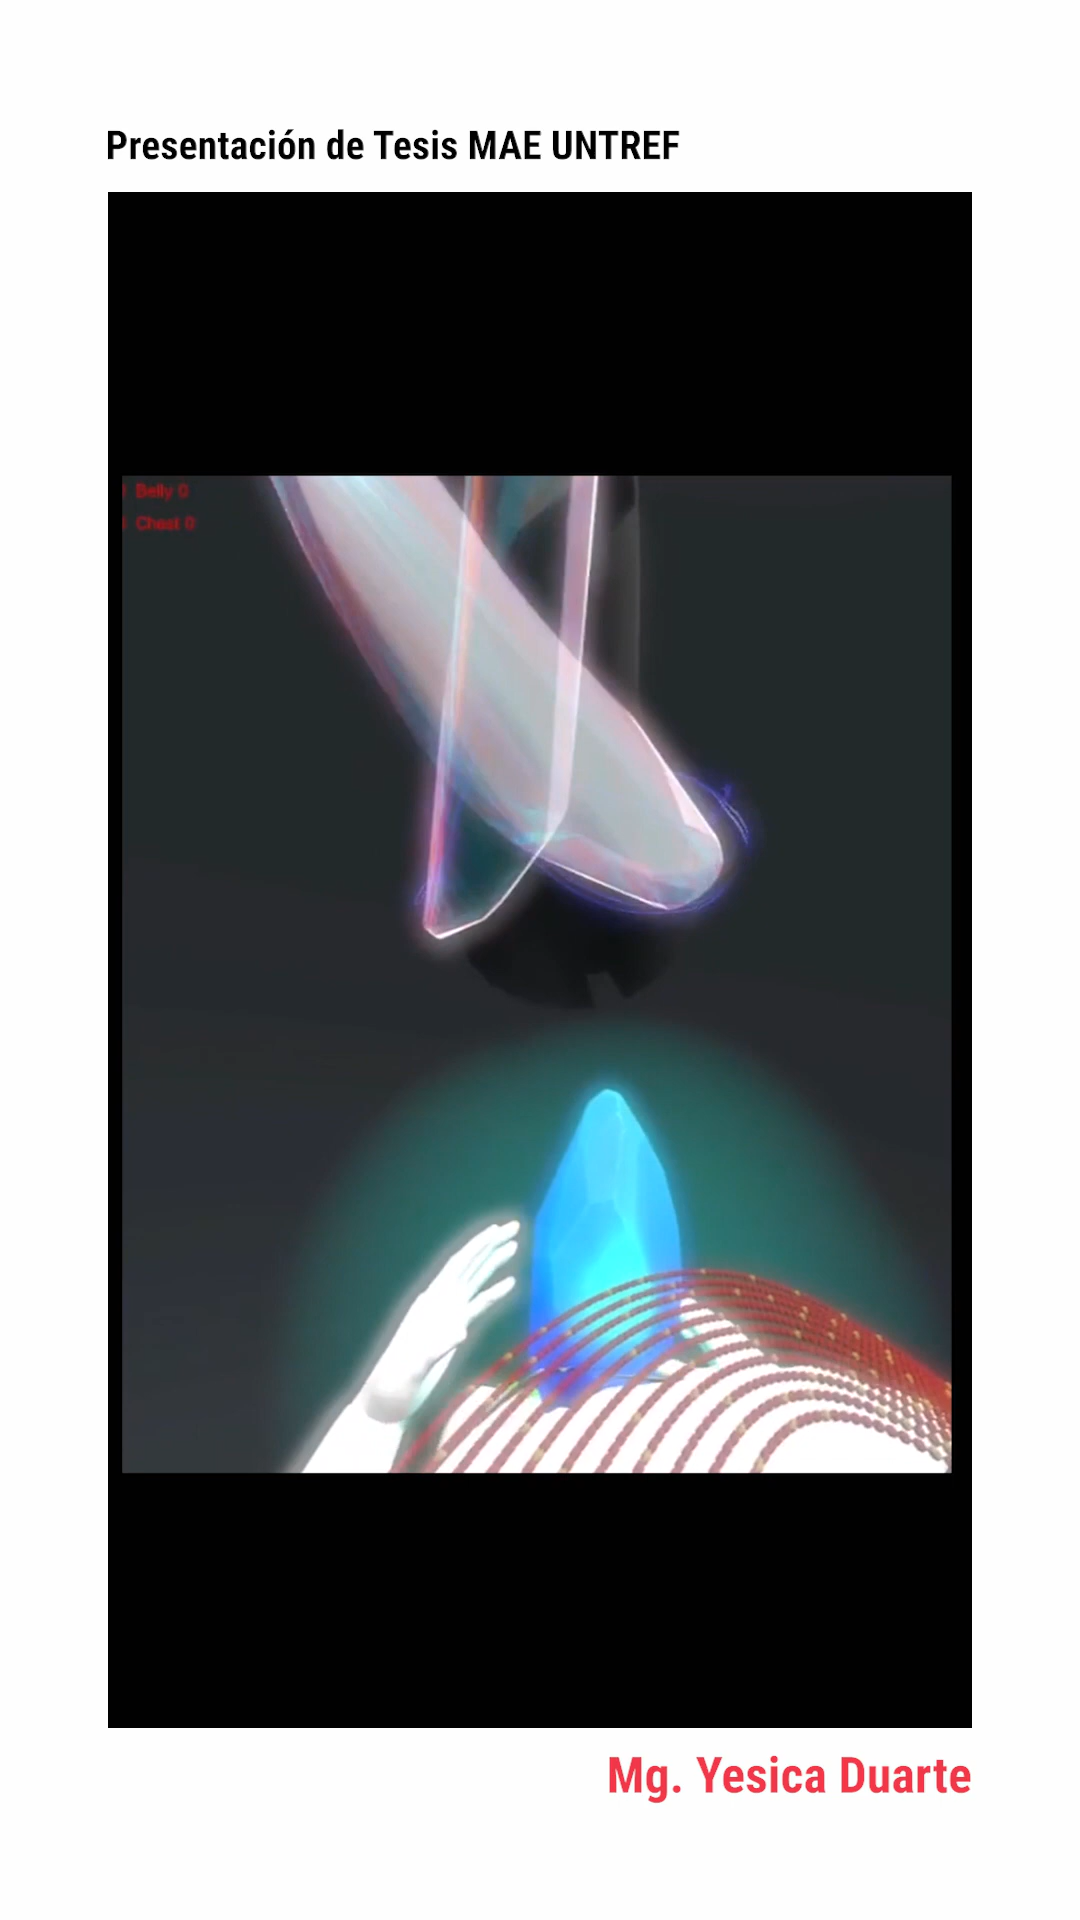 Presentación de Tesis MAE UNTREF
Belly 0
Chest 0
Mg. Yesica Duarte